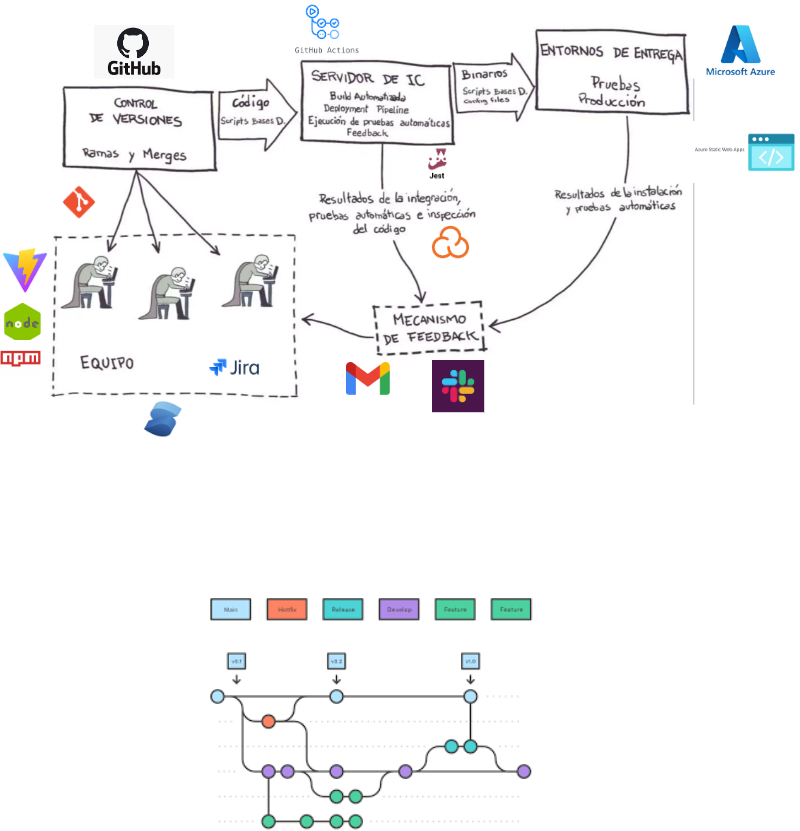 GitHub
GitHub Actions
Microsoft Azure
CONTROL
DE VERSIONES
Ramas y Merges
Código
Scripts Bases D.
SERVIDOR DE IC
Build Automatizada
Deployment Pipeline
Ejecución de pruebas automáticas
Feedback
Binarios
Scripts Bases D.
Config Files
ENTORNOS DE ENTREGA
Pruebas
Producción
Azure Static Web Apps
Jest
Resultados de la integración,
pruebas automáticas e inspección
del código
Resultados de la instalación
y pruebas automáticas
node
npm
EQUIPO
Jira
MECANISMO
DE FEEDBACK
Main
Hotfix
Release
Develop
Feature
Feature
v0.1
v0.2
v1.0